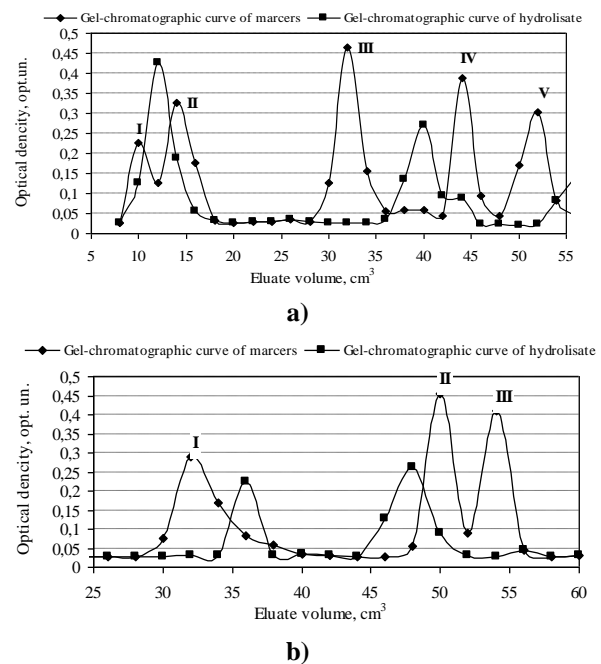 Gel-chromatographic curve of marcers Gel-chromatographic curve of hydrolisate
Optical dencity, opt.un.
0,5
0,45
0,4
0,35
0,3
0,25
0,2
0,15
0,1
0,05
0
I
II
III
IV
V
5 10 15 20 25 30 35 40 45 50 55
Eluate volume, cm³
a)
Gel-chromatographic curve of marcers Gel-chromatographic curve of hydrolisate
Optical dencity, opt. un.
0,5
0,45
0,4
0,35
0,3
0,25
0,2
0,15
0,1
0,05
0
I
II
III
25 30 35 40 45 50 55 60
Eluate volume, cm³
b)